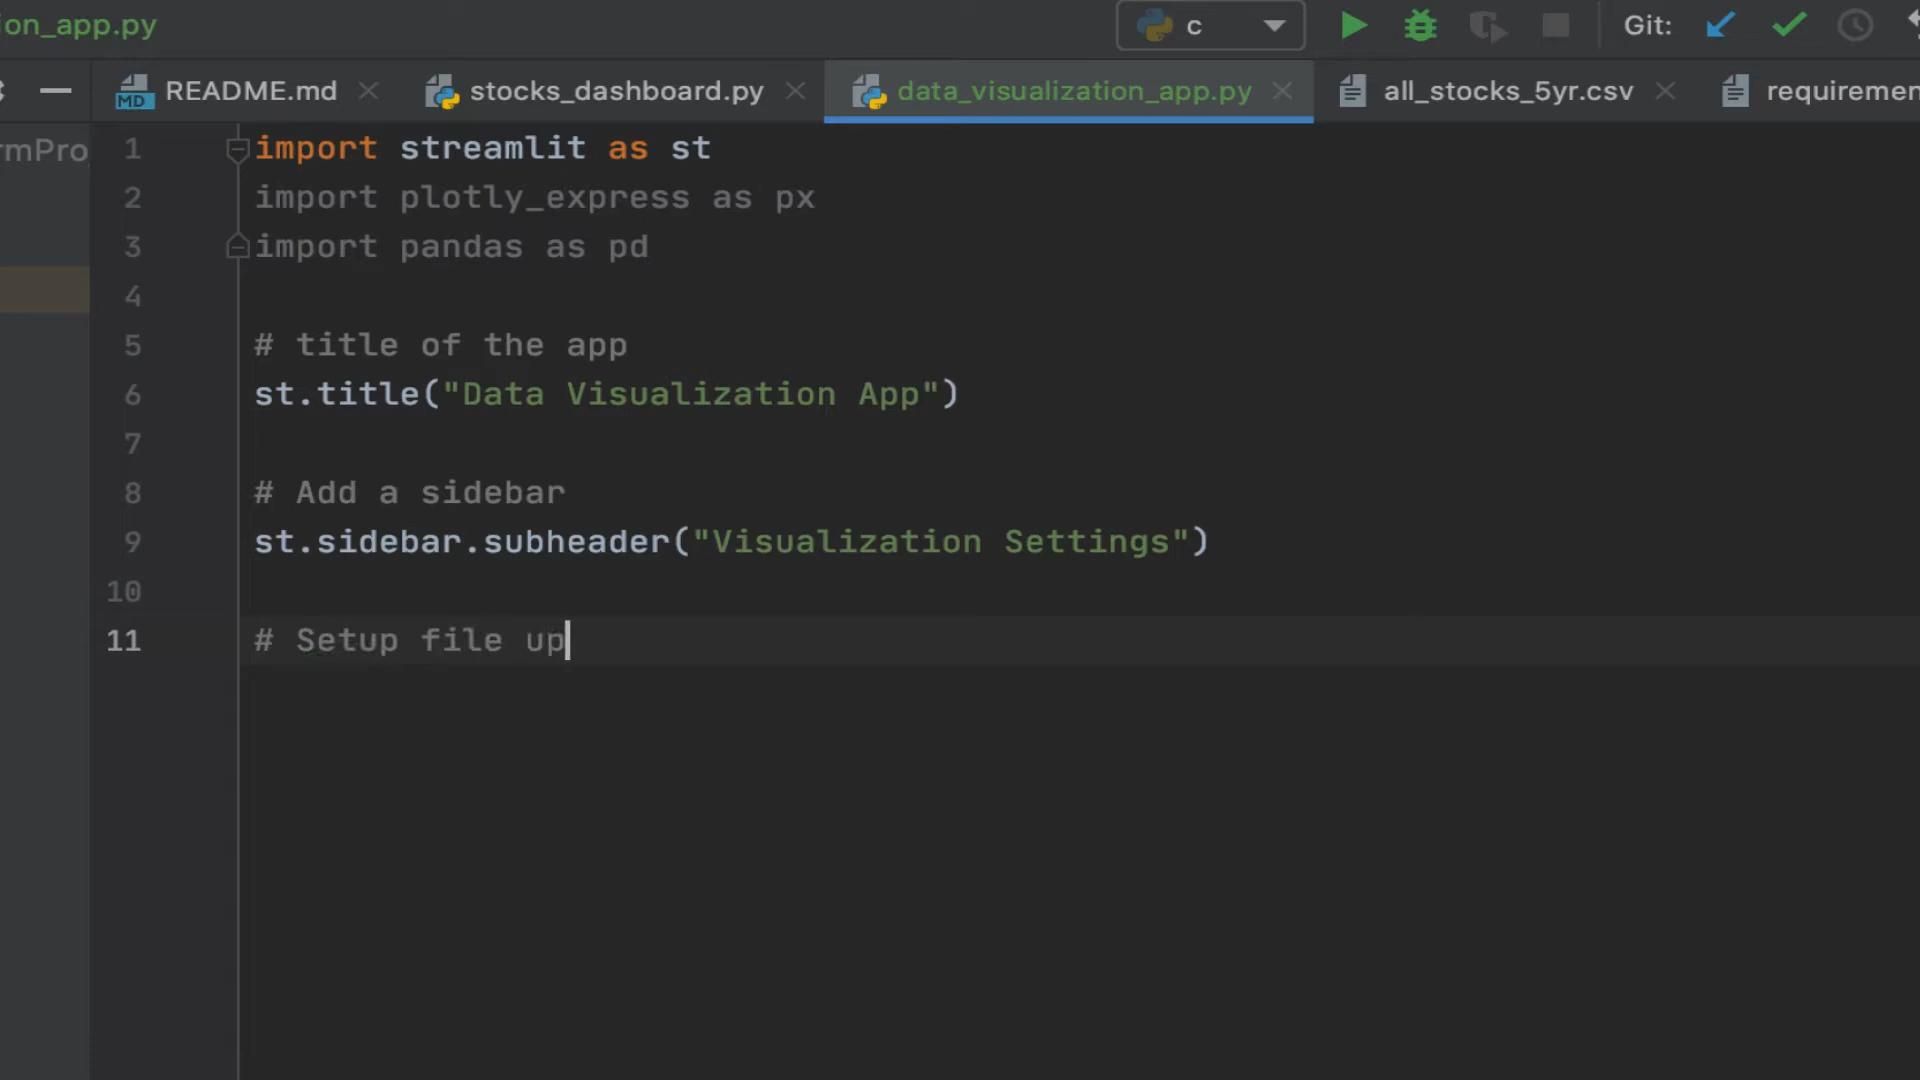 on_app.py
c
Git:
README.md
stocks_dashboard.py
data_visualization_app.py
all_stocks_5yr.csv
requiremen
rmPro
MD
1 import streamlit as st
2 import plotly_express as px
3 import pandas as pd
4
5 # title of the app
6 st.title("Data Visualization App")
7
8 # Add a sidebar
9 st.sidebar.subheader("Visualization Settings")
10
11 # Setup file up